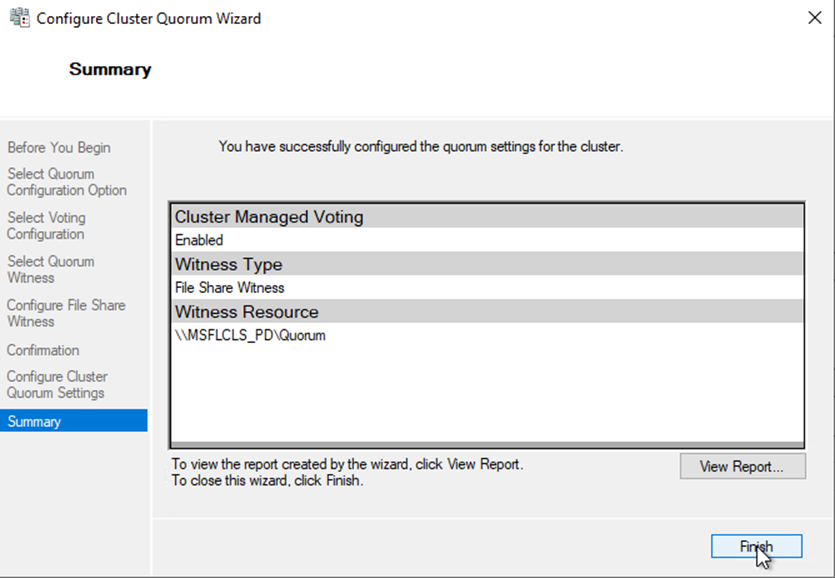 Configure Cluster Quorum Wizard
Summary
Before You Begin
Select Quorum
Configuration Option
Select Voting
Configuration
Select Quorum
Witness
Configure File Share
Witness
Confirmation
Configure Cluster
Quorum Settings
Summary
You have successfully configured the quorum settings for the cluster.
Cluster Managed Voting
Enabled
Witness Type
File Share Witness
Witness Resource
\\MSFLCLS_PD\Quorum
To view the report created by the wizard, click View Report.
To close this wizard, click Finish.
View Report...
Finish